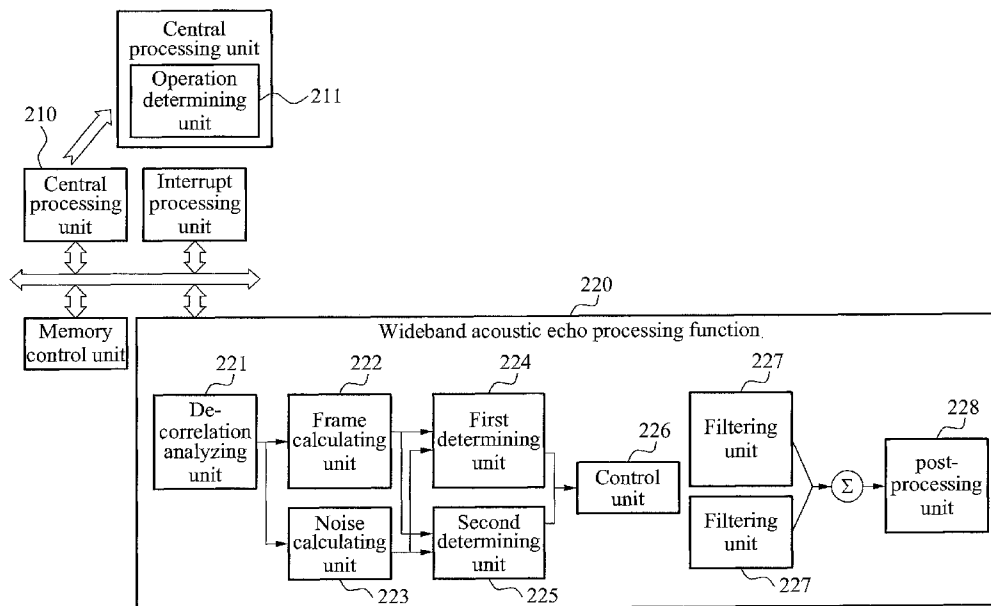 Central
processing unit
Operation
determining
unit
211
210
Central
processing
unit
Interrupt
processing
unit
Memory
control unit
220
Wideband acoustic echo processing function
221
222
224
227
De-
correlation
analyzing
unit
Frame
calculating
unit
First
determining
unit
226
Control
unit
Filtering
unit
228
Σ
post-
processing
unit
Noise
calculating
unit
Second
determining
unit
Filtering
unit
223
225
227